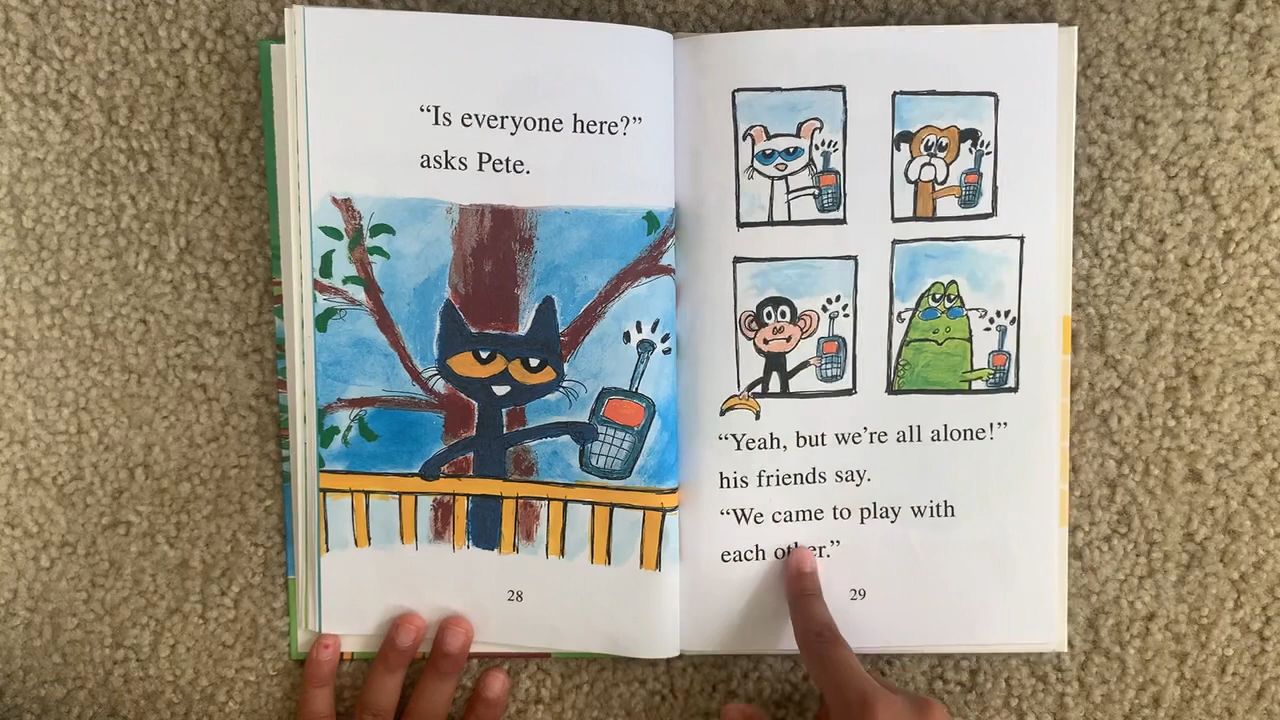 “Is everyone here?”
asks Pete.
28
“Yeah, but we’re all alone!”
his friends say.
“We came to play with
each other.”
29